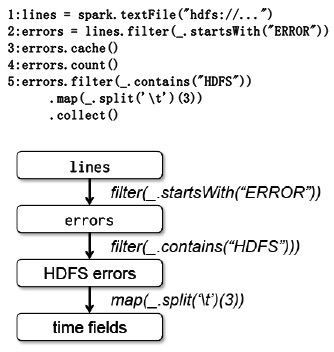 1:lines = spark.textFile("hdfs://...")
2:errors = lines.filter(_.startsWith("ERROR"))
3:errors.cache()
4:errors.count()
5:errors.filter(_.contains("HDFS"))
.map(_.split('\t')(3))
.collect()
lines
filter(_.startsWith(“ERROR”))
errors
filter(_.contains(“HDFS”)))
HDFS errors
map(_.split('\t')(3))
time fields